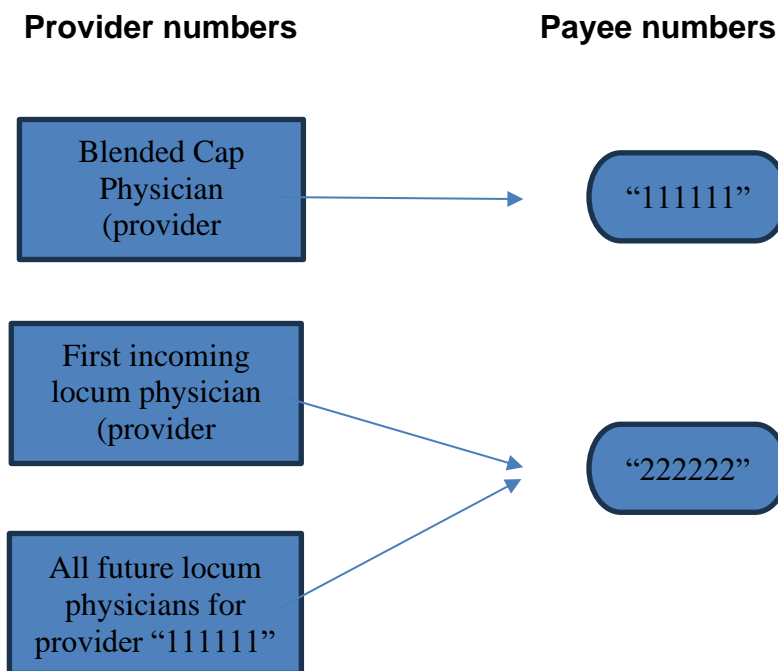 Provider numbers
Payee numbers
Blended Cap
Physician
(provider
“111111”
First incoming
locum physician
(provider
“222222”
All future locum
physicians for
provider “111111”